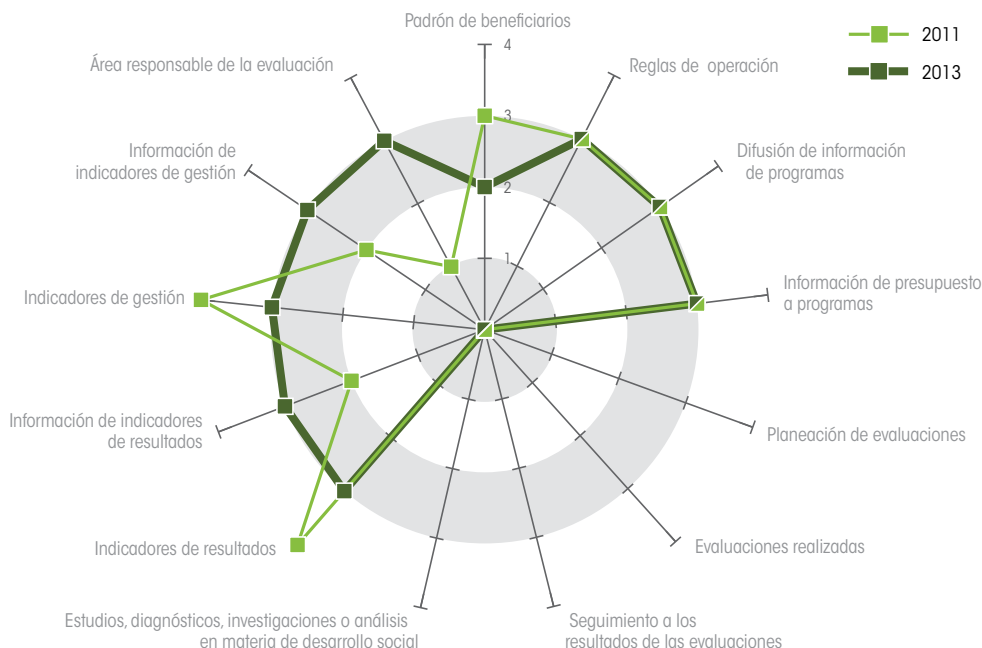 Padrón de beneficiarios
4
3
2
1
2011
2013
Reglas de operación
Difusión de información
de programas
Información de presupuesto
a programas
Planeación de evaluaciones
Evaluaciones realizadas
Seguimiento a los
resultados de las evaluaciones
Estudios, diagnósticos, investigaciones o análisis
en materia de desarrollo social
Indicadores de resultados
Información de indicadores
de resultados
Indicadores de gestión
Información de
indicadores de gestión
Área responsable de la evaluación